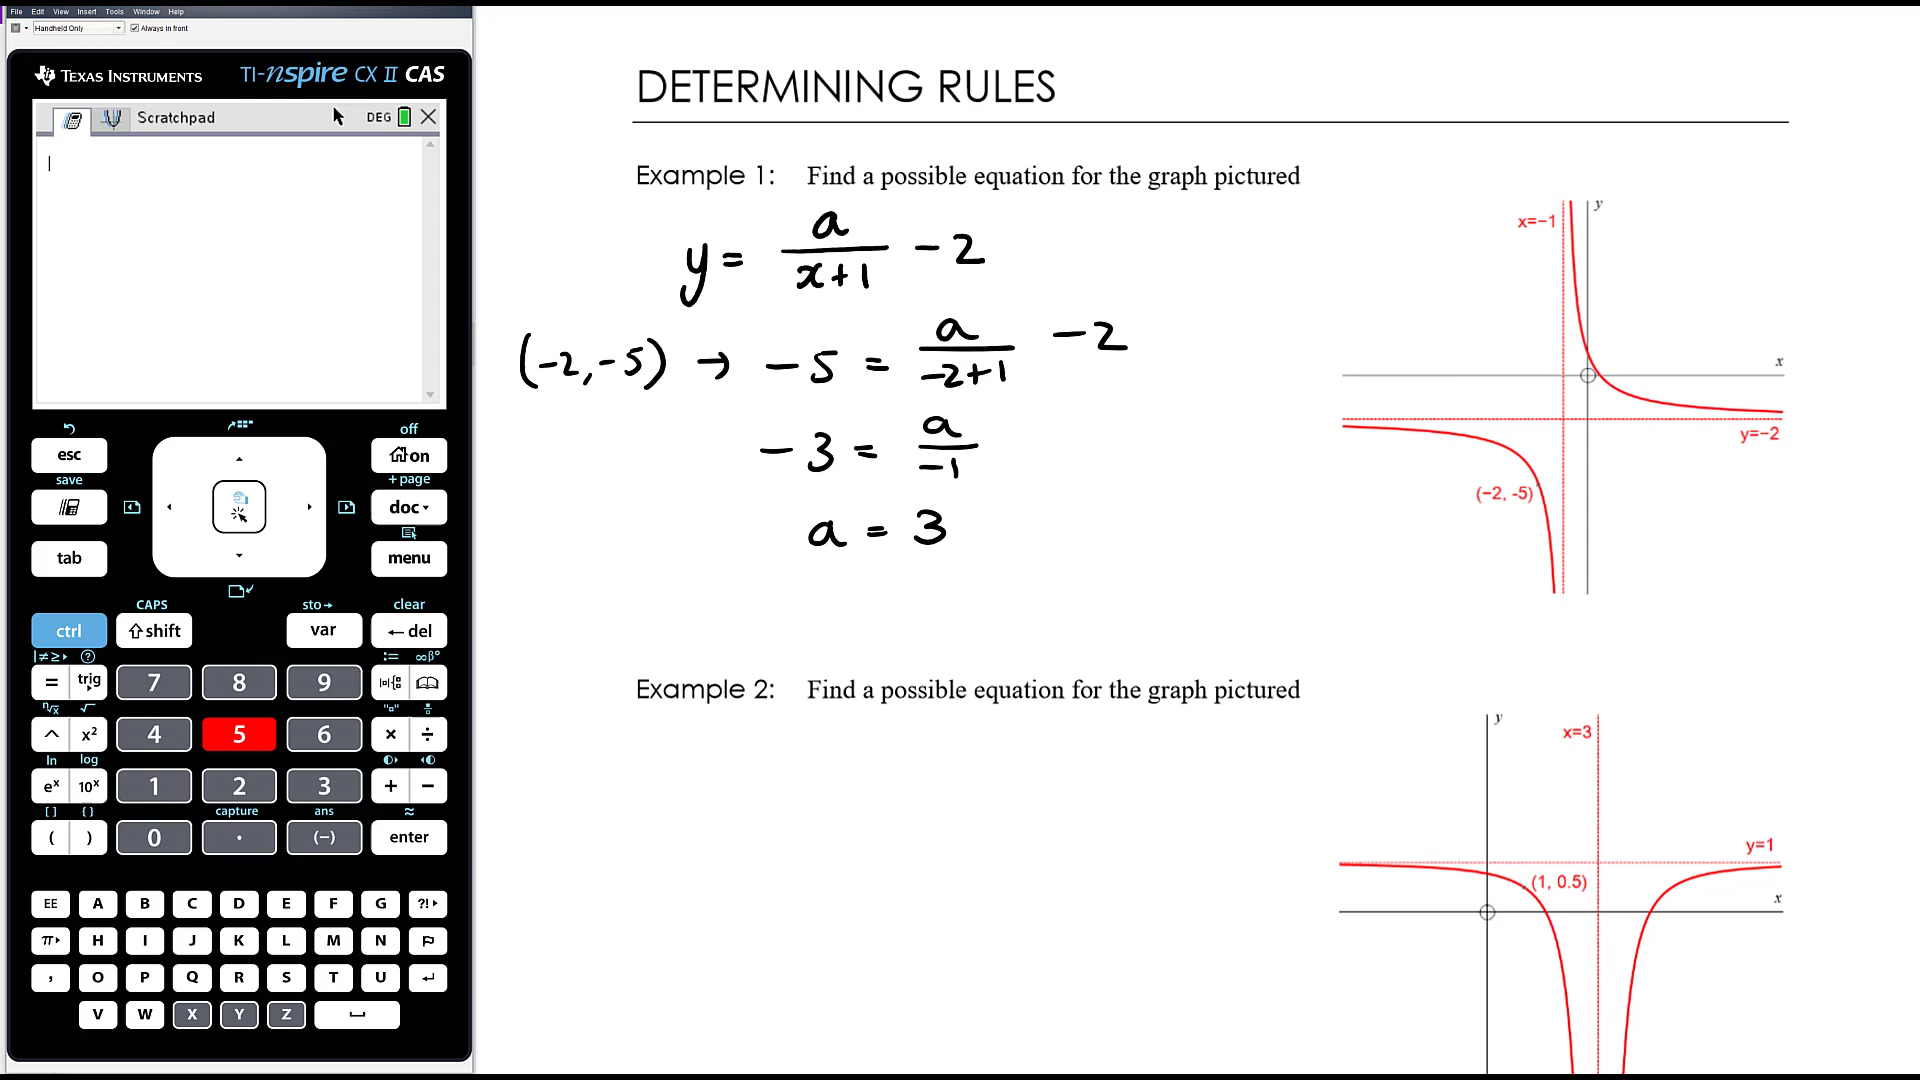 File Edit View Insert Tools Window Help
Handheld Only Always in front
TEXAS INSTRUMENTS TI-nspire CX II CAS
Scratchpad DEG
off
esc on
save + page
doc
tab menu
CAPS sto→ clear
ctrl shift var ← del
|≠≥▸ ? := ∞β°
= trig 7 8 9 |□|{
ⁿ√x √ "□"
^ x² 4 5 6 × ÷
ln log
eˣ 10ˣ 1 2 3 + −
[ ] { } capture ans ≈
( ) 0 . (−) enter
EE A B C D E F G ?!▸
π▸ H I J K L M N
, O P Q R S T U ↵
V W X Y Z
DETERMINING RULES
Example 1: Find a possible equation for the graph pictured
y = a/(x+1) − 2
(−2, −5) → −5 = a/(−2+1) − 2
−3 = a/−1
a = 3
y
x=−1
x
y=−2
(−2, -5)
Example 2: Find a possible equation for the graph pictured
y
x=3
y=1
(1, 0.5)
x